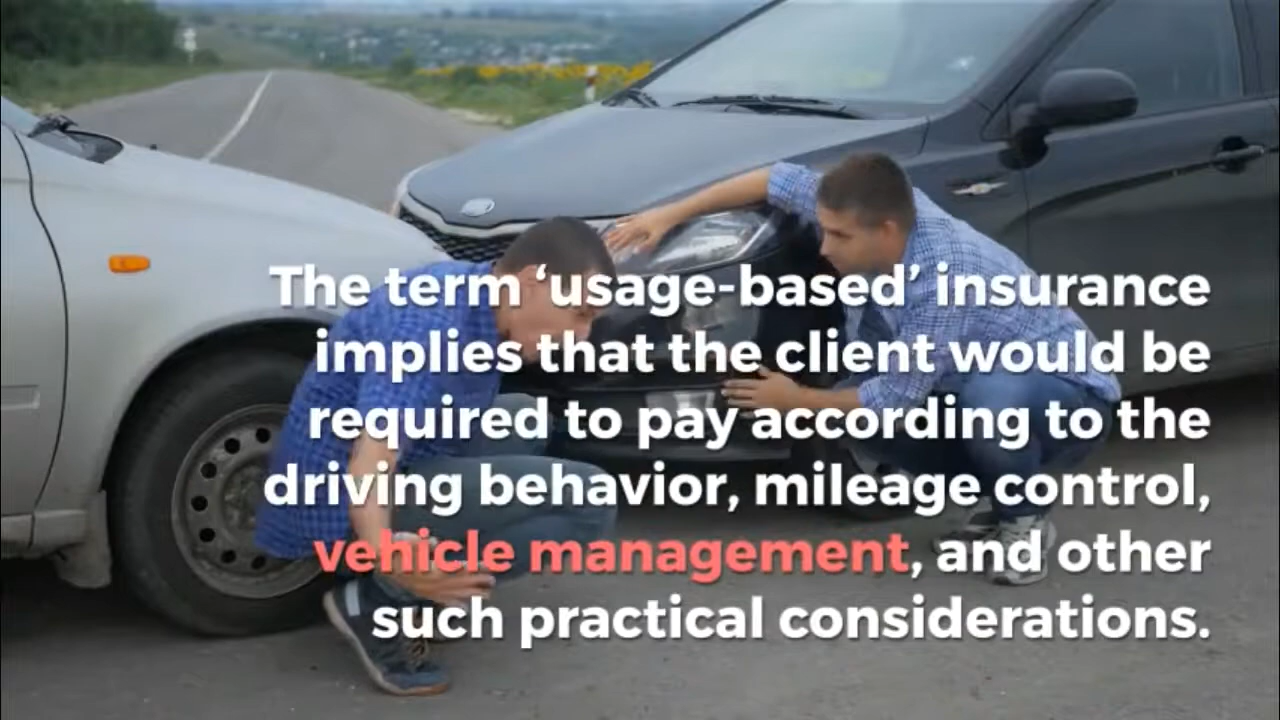 The term ‘usage-based’ insurance
implies that the client would be
required to pay according to the
driving behavior, mileage control,
vehicle management, and other
such practical considerations.